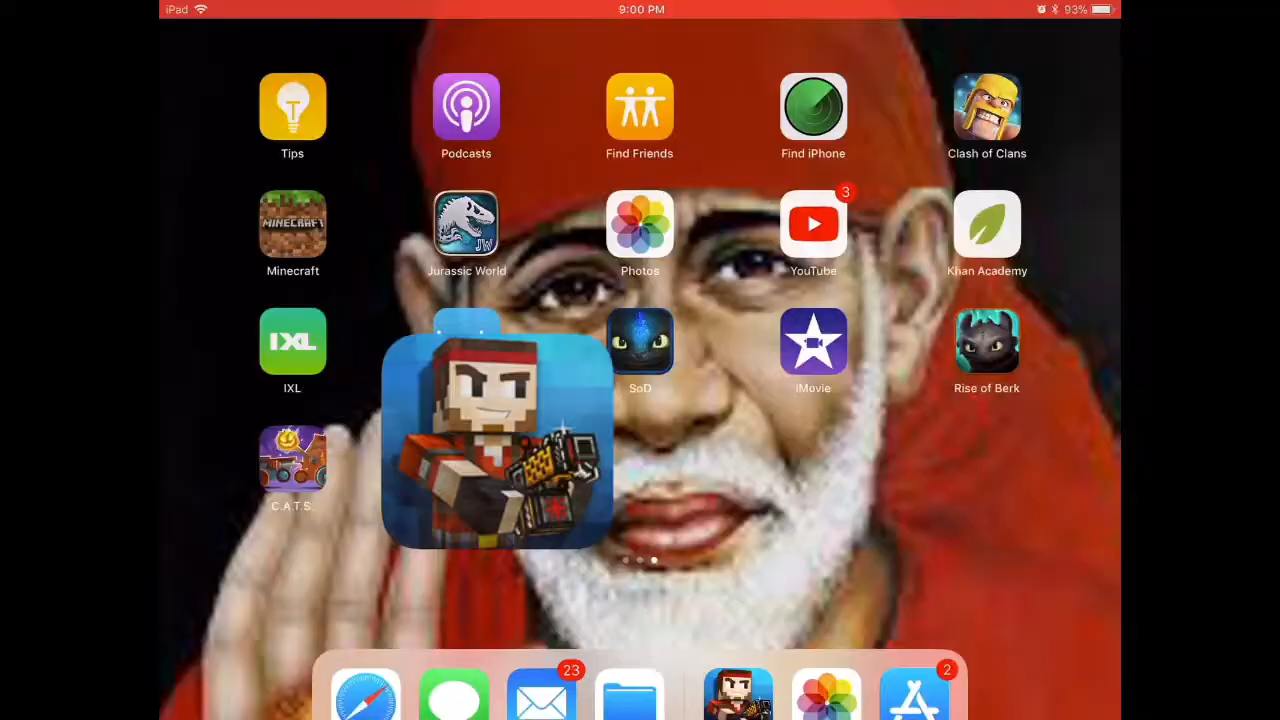 iPad 9:00 PM 93%
Tips Podcasts Find Friends Find iPhone Clash of Clans
3
MINECRAFT JW
Minecraft Jurassic World Photos YouTube Khan Academy
IXL
IXL SoD iMovie Rise of Berk
C.A.T.S.
23 2